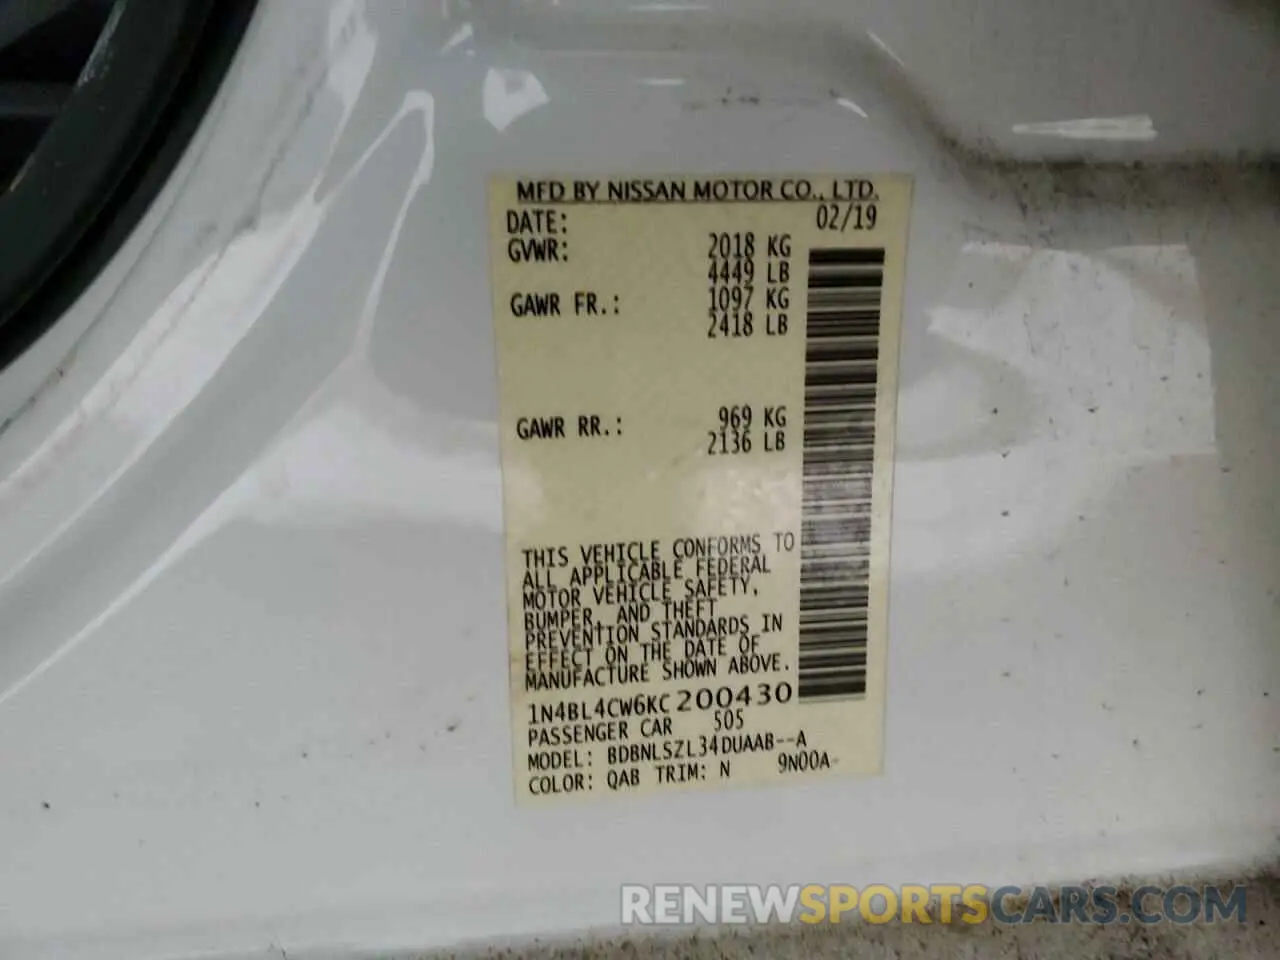 MFD BY NISSAN MOTOR CO., LTD.
DATE: 02/19
GVWR: 2018 KG
4449 LB
GAWR FR.: 1097 KG
2418 LB
GAWR RR.: 969 KG
2136 LB
THIS VEHICLE CONFORMS TO
ALL APPLICABLE FEDERAL
MOTOR VEHICLE SAFETY,
BUMPER, AND THEFT
PREVENTION STANDARDS IN
EFFECT ON THE DATE OF
MANUFACTURE SHOWN ABOVE.
1N4BL4CW6KC200430
PASSENGER CAR 505
MODEL: BDBNLSZL34DUAAB--A
COLOR: QAB TRIM: N 9N00A-
RENEWSPORTSCARS.COM